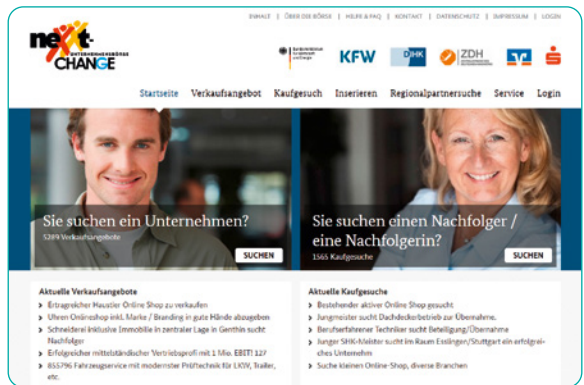 INHALT | ÜBER DIE BÖRSE | HILFE & FAQ | KONTAKT | DATENSCHUTZ | IMPRESSUM | LOGIN
nexxt-
UNTERNEHMENSBÖRSE
CHANGE
Bundesministerium
für Wirtschaft
und Energie
KFW
DIHK
ZDH
Startseite Verkaufsangebot Kaufgesuch Inserieren Regionalpartnersuche Service Login
Sie suchen ein Unternehmen?
5289 Verkaufsangebote
SUCHEN
Sie suchen einen Nachfolger /
eine Nachfolgerin?
1565 Kaufgesuche
SUCHEN
Aktuelle Verkaufsangebote
Ertragreicher Haustier Online Shop zu verkaufen
Uhren Onlineshop inkl. Marke / Branding in gute Hände abzugeben
Schneiderei inklusive Immobilie in zentraler Lage in Genthin sucht
Nachfolger
Erfolgreicher mittelständischer Vertriebsprofi mit 1 Mio. EBIT! 127
855796 Fahrzeugservice mit modernster Prüftechnik für LKW, Trailer,
etc.
Aktuelle Kaufgesuche
Bestehender aktiver Online Shop gesucht
Jungmeister sucht Dachdeckerbetrieb zur Übernahme.
Berufserfahrener Techniker sucht Beteiligung/Übernahme
Junger SHK-Meister sucht im Raum Esslingen/Stuttgart ein erfolgrei-
ches Unternehm
Suche kleinen Online-Shop, diverse Branchen